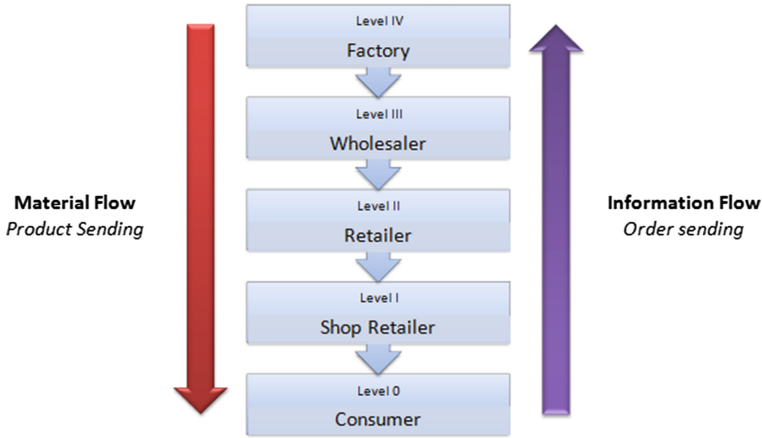 Level IV
Factory
Level III
Wholesaler
Material Flow
Product Sending
Level II
Retailer
Information Flow
Order sending
Level I
Shop Retailer
Level 0
Consumer